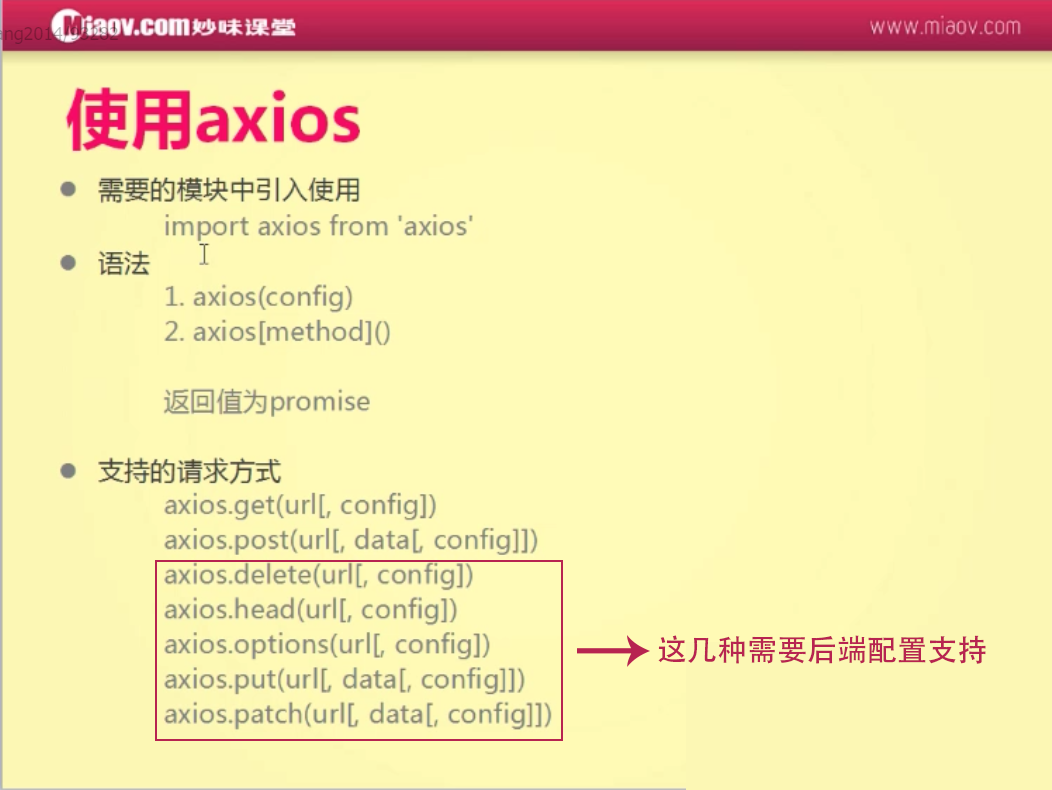 Miaov.com妙味课堂
www.miaov.com
使用axios
需要的模块中引入使用
import axios from 'axios'
语法
1. axios(config)
2. axios[method]()
返回值为promise
支持的请求方式
axios.get(url[, config])
axios.post(url[, data[, config]])
axios.delete(url[, config])
axios.head(url[, config])
axios.options(url[, config])
axios.put(url[, data[, config]])
axios.patch(url[, data[, config]])
这几种需要后端配置支持